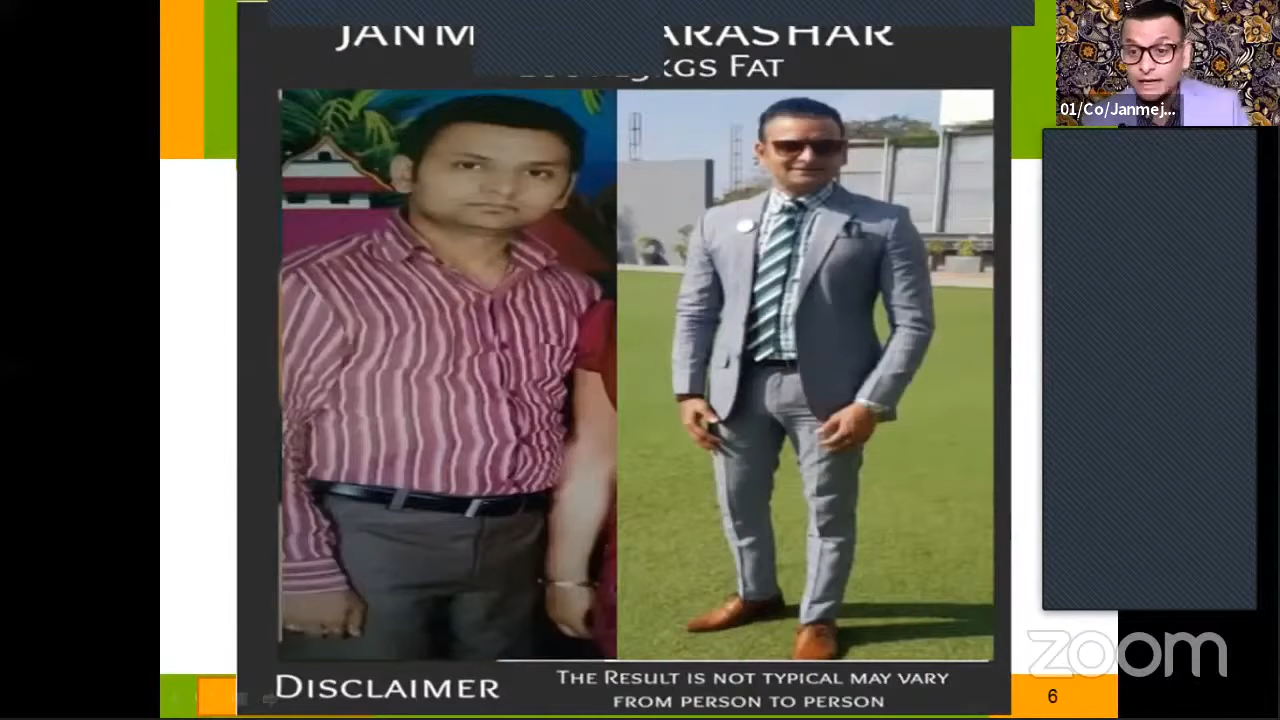 JANM ARASHAR
KGS FAT
01/Co/Janmej...
DISCLAIMER
THE RESULT IS NOT TYPICAL MAY VARY
FROM PERSON TO PERSON
zoom
6